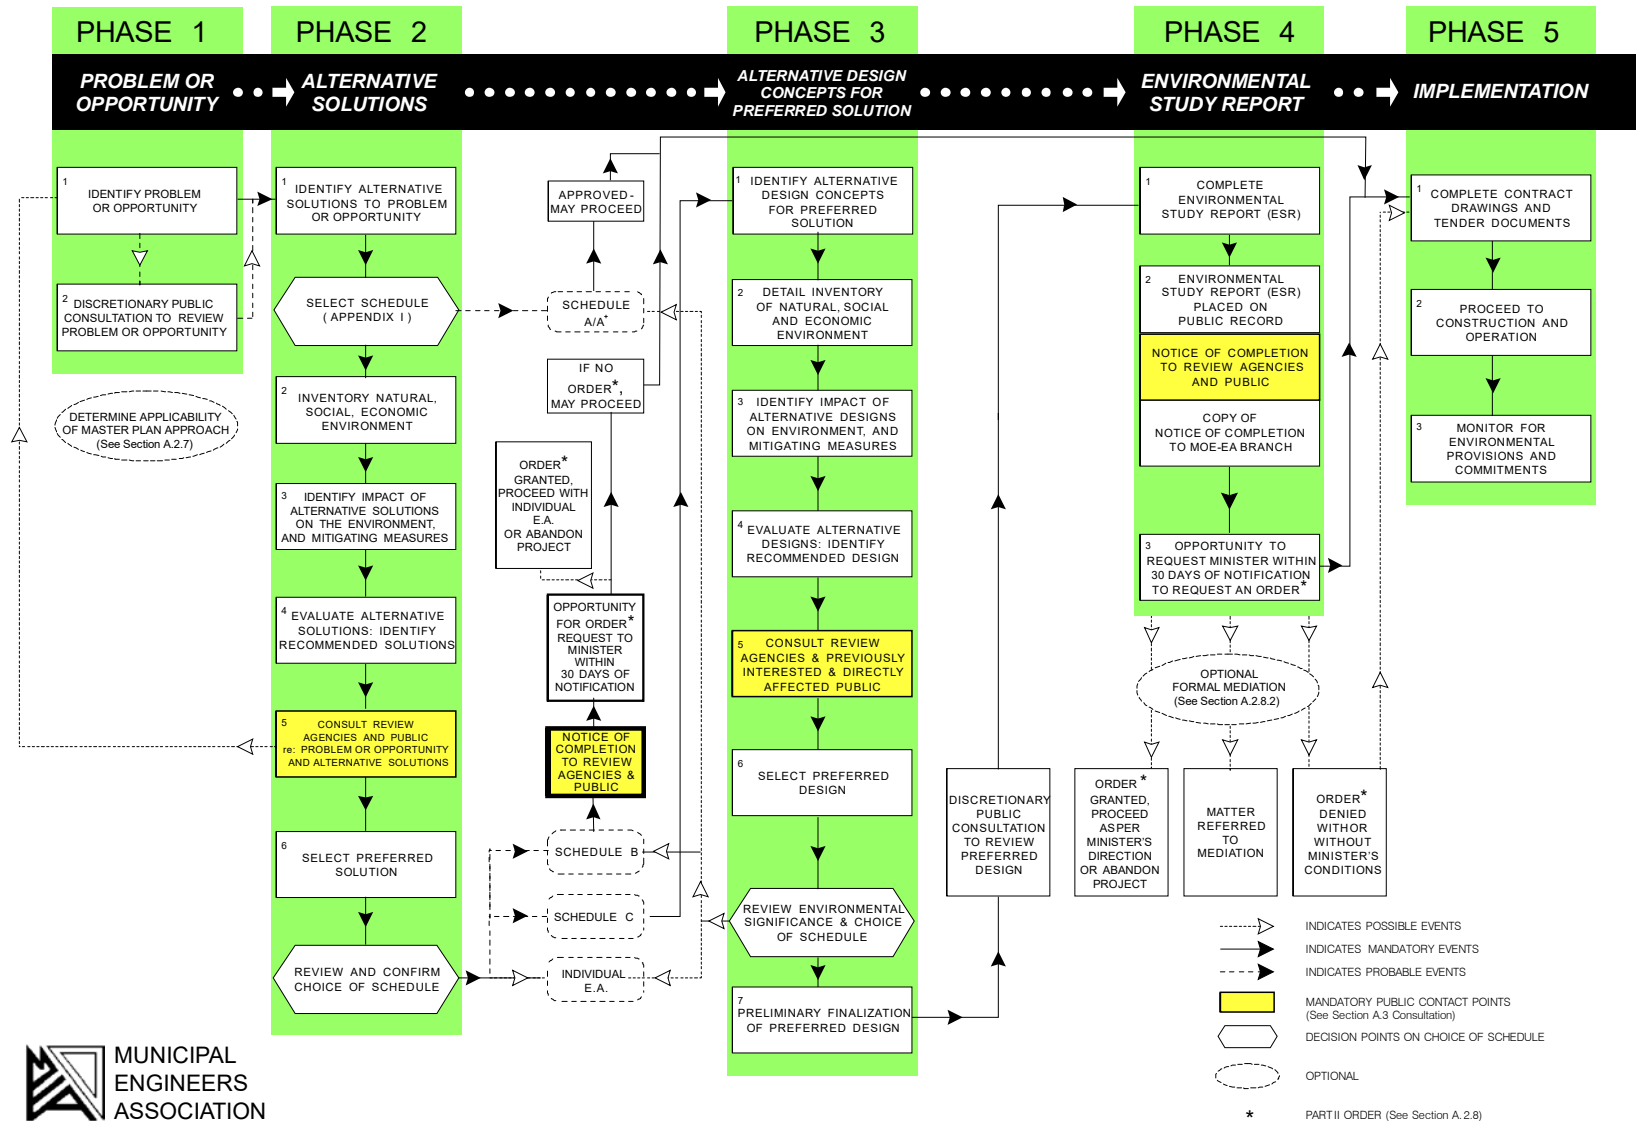 PHASE 1
PHASE 2
PHASE 3
PHASE 4
PHASE 5
PROBLEM OR
OPPORTUNITY
ALTERNATIVE
SOLUTIONS
ALTERNATIVE DESIGN
CONCEPTS FOR
PREFERRED SOLUTION
ENVIRONMENTAL
STUDY REPORT
IMPLEMENTATION
1
IDENTIFY PROBLEM
OR OPPORTUNITY
2
DISCRETIONARY PUBLIC
CONSULTATION TO REVIEW
PROBLEM OR OPPORTUNITY
DETERMINE APPLICABILITY
OF MASTER PLAN APPROACH
(See Section A.2.7)
1
IDENTIFY ALTERNATIVE
SOLUTIONS TO PROBLEM
OR OPPORTUNITY
SELECT SCHEDULE
( APPENDIX I )
2
INVENTORY NATURAL,
SOCIAL, ECONOMIC
ENVIRONMENT
3
IDENTIFY IMPACT OF
ALTERNATIVE SOLUTIONS
ON THE ENVIRONMENT,
AND MITIGATING MEASURES
4
EVALUATE ALTERNATIVE
SOLUTIONS: IDENTIFY
RECOMMENDED SOLUTIONS
5
CONSULT REVIEW
AGENCIES AND PUBLIC
re: PROBLEM OR OPPORTUNITY
AND ALTERNATIVE SOLUTIONS
6
SELECT PREFERRED
SOLUTION
REVIEW AND CONFIRM
CHOICE OF SCHEDULE
APPROVED-
MAY PROCEED
SCHEDULE
A/A+
IF NO
ORDER*,
MAY PROCEED
ORDER*
GRANTED,
PROCEED WITH
INDIVIDUAL
E.A.
OR ABANDON
PROJECT
OPPORTUNITY
FOR ORDER*
REQUEST TO
MINISTER
WITHIN
30 DAYS OF
NOTIFICATION
NOTICE OF
COMPLETION
TO REVIEW
AGENCIES &
PUBLIC
SCHEDULE B
SCHEDULE C
INDIVIDUAL
E.A.
1
IDENTIFY ALTERNATIVE
DESIGN CONCEPTS
FOR PREFERRED
SOLUTION
2
DETAIL INVENTORY
OF NATURAL, SOCIAL
AND ECONOMIC
ENVIRONMENT
3
IDENTIFY IMPACT OF
ALTERNATIVE DESIGNS
ON ENVIRONMENT, AND
MITIGATING MEASURES
4
EVALUATE ALTERNATIVE
DESIGNS: IDENTIFY
RECOMMENDED DESIGN
5
CONSULT REVIEW
AGENCIES & PREVIOUSLY
INTERESTED & DIRECTLY
AFFECTED PUBLIC
6
SELECT PREFERRED
DESIGN
REVIEW ENVIRONMENTAL
SIGNIFICANCE & CHOICE
OF SCHEDULE
7
PRELIMINARY FINALIZATION
OF PREFERRED DESIGN
DISCRETIONARY
PUBLIC
CONSULTATION
TO REVIEW
PREFERRED
DESIGN
1
COMPLETE
ENVIRONMENTAL
STUDY REPORT (ESR)
2
ENVIRONMENTAL
STUDY REPORT (ESR)
PLACED ON
PUBLIC RECORD
NOTICE OF COMPLETION
TO REVIEW AGENCIES
AND PUBLIC
COPY OF
NOTICE OF COMPLETION
TO MOE-EA BRANCH
3
OPPORTUNITY TO
REQUEST MINISTER WITHIN
30 DAYS OF NOTIFICATION
TO REQUEST AN ORDER*
OPTIONAL
FORMAL MEDIATION
(See Section A.2.8.2)
ORDER*
GRANTED,
PROCEED
ASPER
MINISTER'S
DIRECTION
OR ABANDON
PROJECT
MATTER
REFERRED
TO
MEDIATION
ORDER*
DENIED
WITHOR
WITHOUT
MINISTER'S
CONDITIONS
1
COMPLETE CONTRACT
DRAWINGS AND
TENDER DOCUMENTS
2
PROCEED TO
CONSTRUCTION AND
OPERATION
3
MONITOR FOR
ENVIRONMENTAL
PROVISIONS AND
COMMITMENTS
INDICATES POSSIBLE EVENTS
INDICATES MANDATORY EVENTS
INDICATES PROBABLE EVENTS
MANDATORY PUBLIC CONTACT POINTS
(See Section A.3 Consultation)
DECISION POINTS ON CHOICE OF SCHEDULE
OPTIONAL
* PART II ORDER (See Section A.2.8)
MUNICIPAL
ENGINEERS
ASSOCIATION